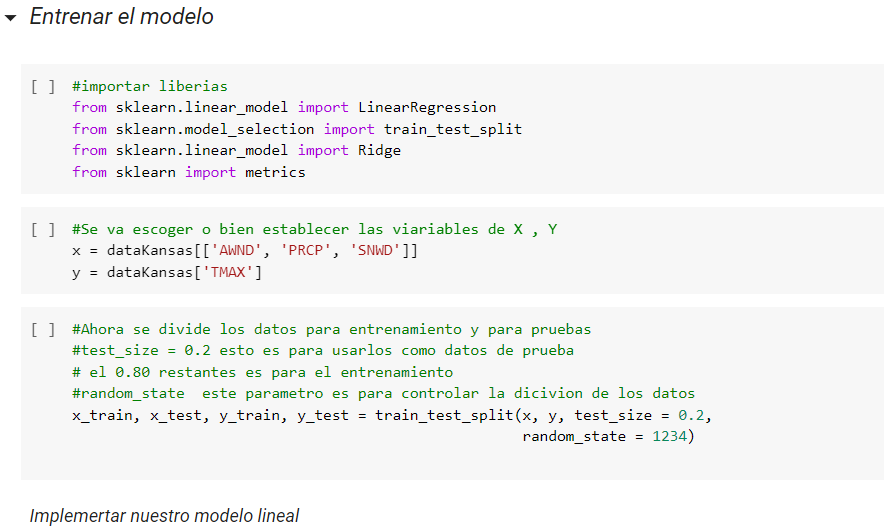 Entrenar el modelo
[ ] #importar liberias
from sklearn.linear_model import LinearRegression
from sklearn.model_selection import train_test_split
from sklearn.linear_model import Ridge
from sklearn import metrics
[ ] #Se va escoger o bien establecer las viariables de X , Y
x = dataKansas[['AWND', 'PRCP', 'SNWD']]
y = dataKansas['TMAX']
[ ] #Ahora se divide los datos para entrenamiento y para pruebas
#test_size = 0.2 esto es para usarlos como datos de prueba
# el 0.80 restantes es para el entrenamiento
#random_state  este parametro es para controlar la dicivion de los datos
x_train, x_test, y_train, y_test = train_test_split(x, y, test_size = 0.2,
random_state = 1234)
Implemertar nuestro modelo lineal